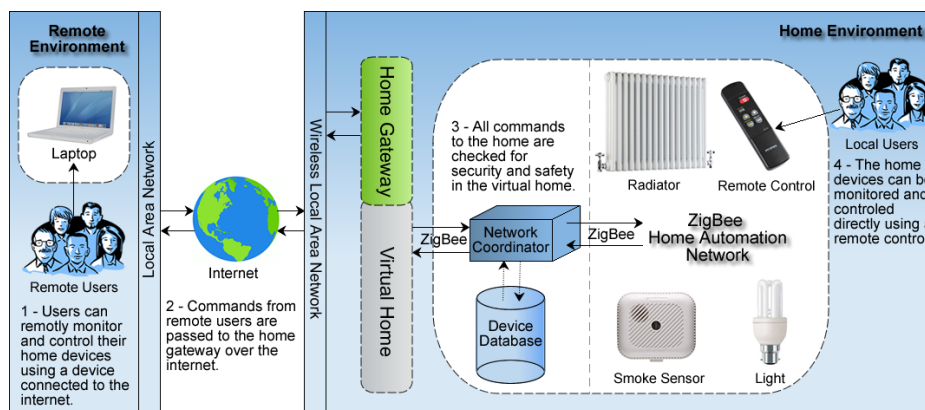 Remote
Environment
Laptop
Remote Users
1 - Users can
remotly monitor
and control their
home devices
using a device
connected to the
internet.
Local Area Network
Internet
2 - Commands from
remote users are
passed to the home
gateway over the
internet.
Wireless Local Area Network
Home Gateway
Virtual Home
Home Environment
3 - All commands
to the home are
checked for
security and safety
in the virtual home.
ZigBee
Network
Coordinator
ZigBee
Device
Database
Radiator
Remote Control
ZigBee
Home Automation
Network
Smoke Sensor
Light
Local Users
4 - The home
devices can be
monitored and
controled
directly using a
remote control